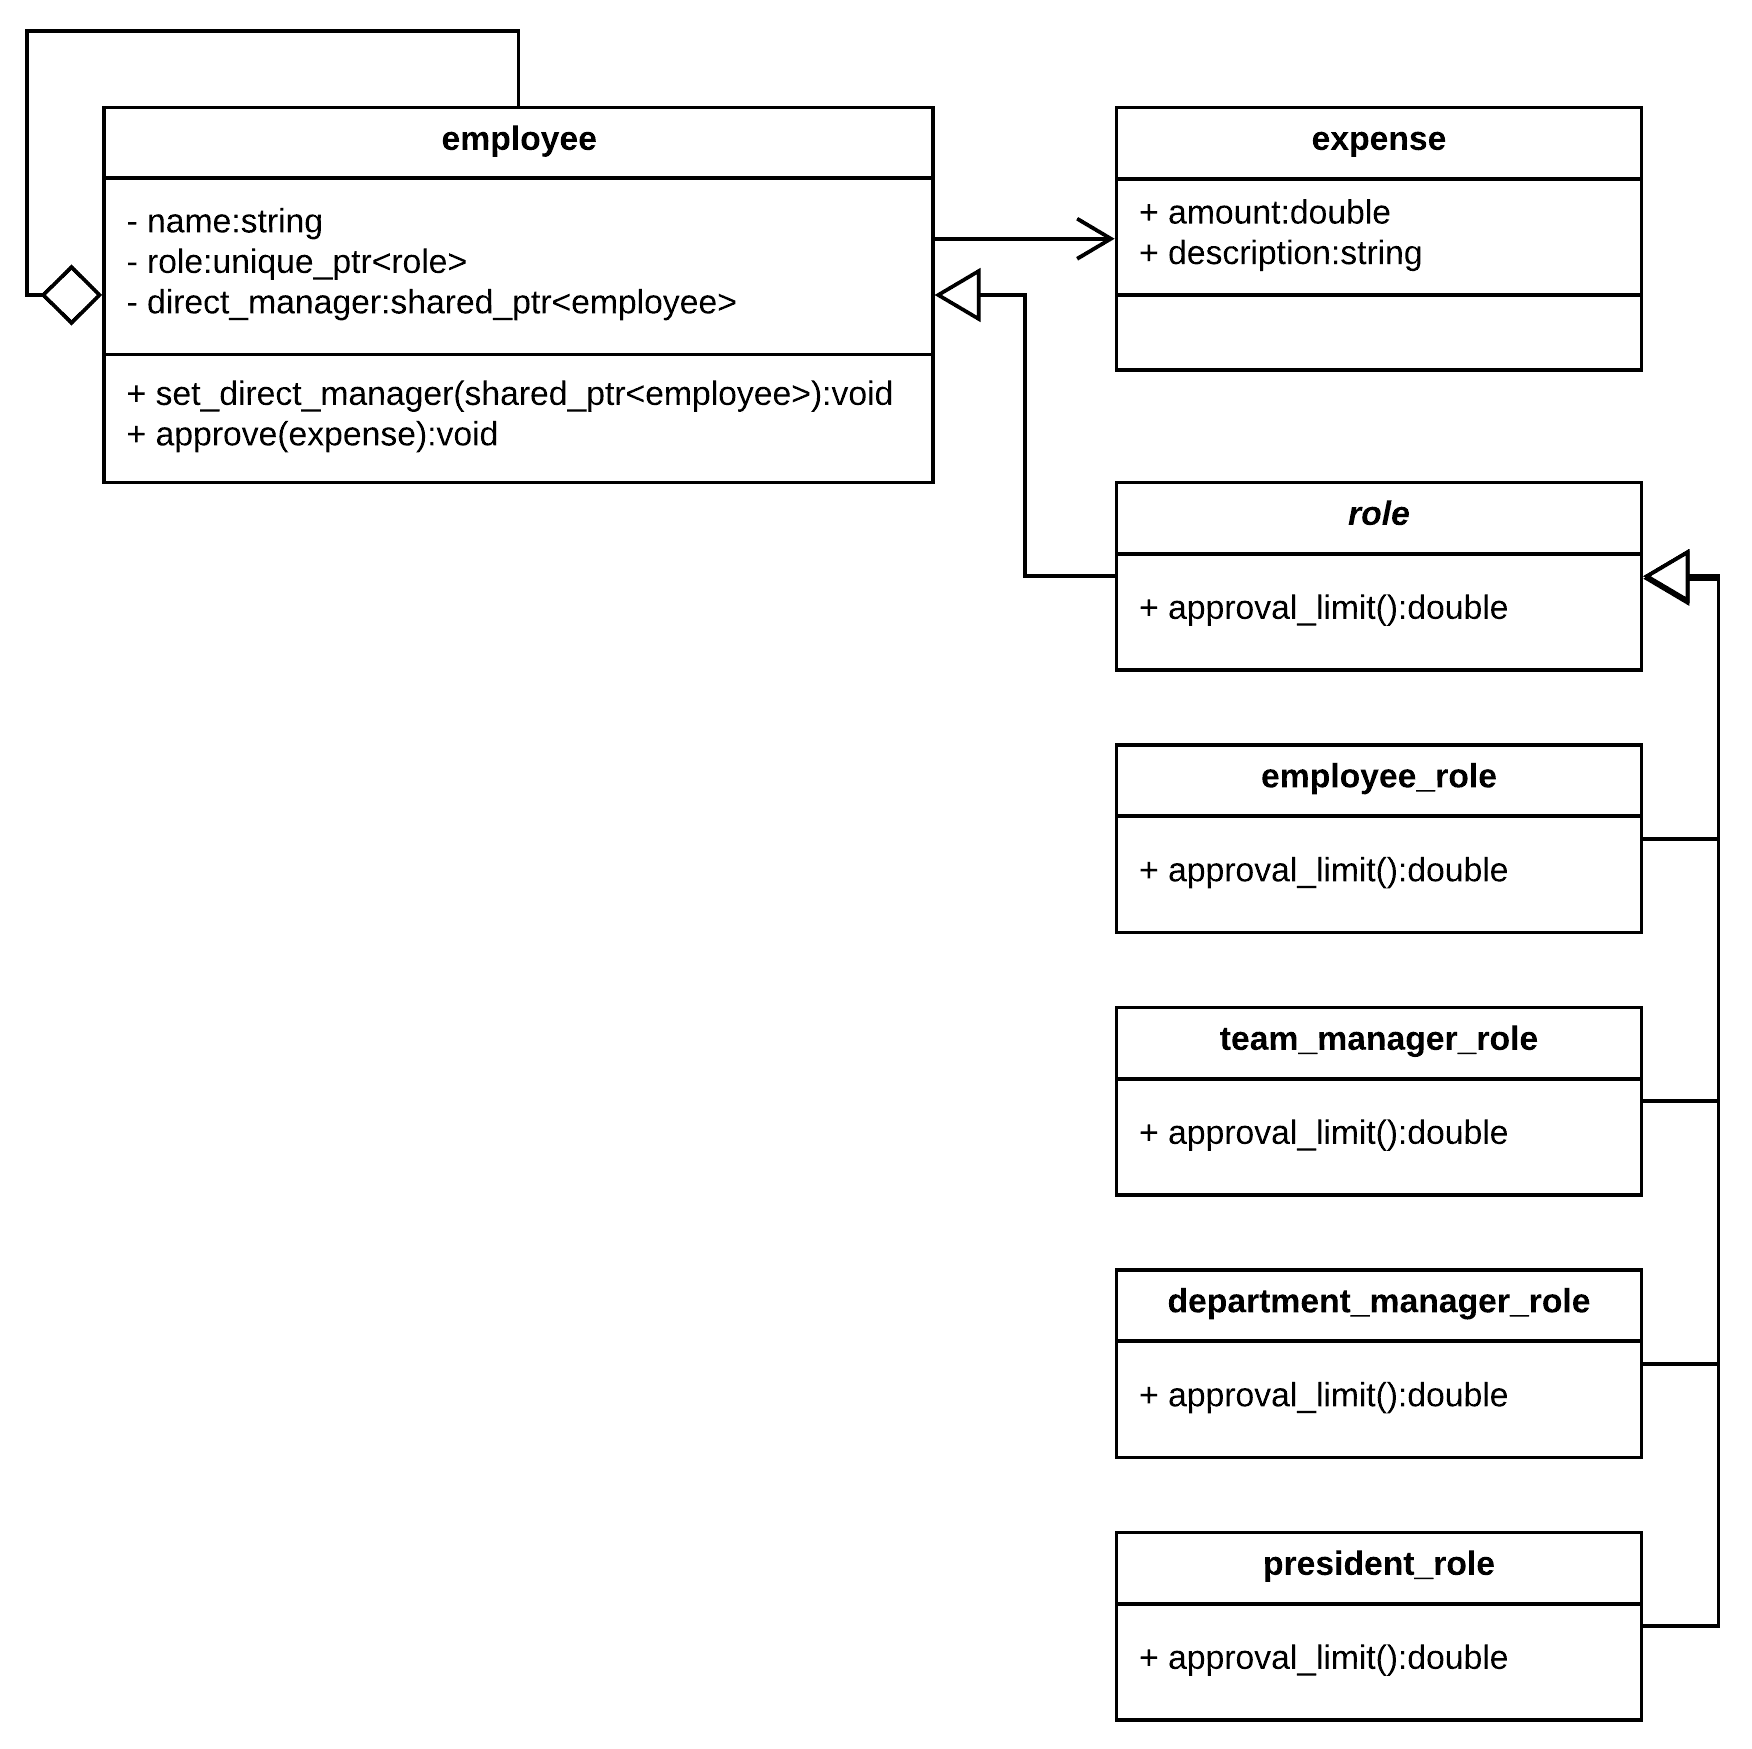 employee
- name:string
- role:unique_ptr<role>
- direct_manager:shared_ptr<employee>
+ set_direct_manager(shared_ptr<employee>):void
+ approve(expense):void
expense
+ amount:double
+ description:string
role
+ approval_limit():double
employee_role
+ approval_limit():double
team_manager_role
+ approval_limit():double
department_manager_role
+ approval_limit():double
president_role
+ approval_limit():double